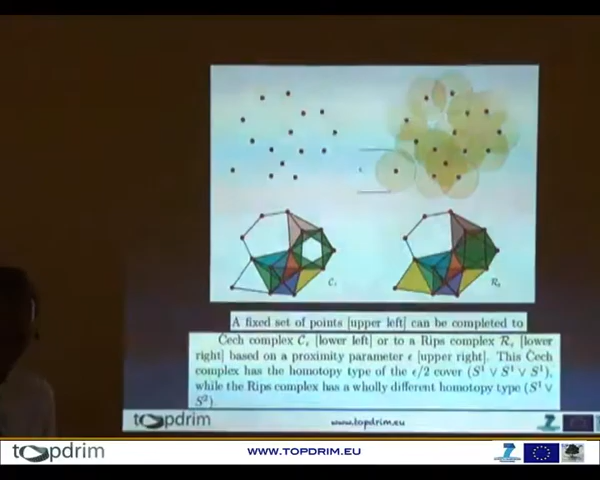 ϵ
C_ϵ
R_ϵ
A fixed set of points [upper left] can be completed to
Čech complex C_ϵ [lower left] or to a Rips complex R_ϵ [lower
right] based on a proximity parameter ϵ [upper right]. This Čech
complex has the homotopy type of the ϵ/2 cover (S¹ ∨ S¹ ∨ S¹),
while the Rips complex has a wholly different homotopy type (S¹ ∨
S²)
topdrim
www.topdrim.eu
topdrim
WWW.TOPDRIM.EU